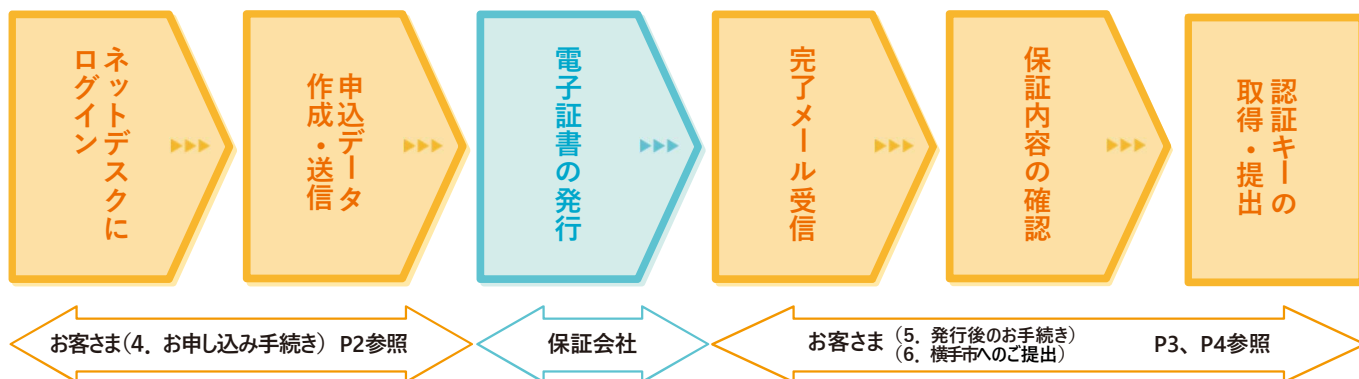 ネットデスクに
ログイン
申込データ
作成・送信
電子証書の発行
完了メール受信
保証内容の確認
認証キーの
取得・提出
お客さま(4．お申し込み手続き) P2参照
保証会社
お客さま (5．発行後のお手続き)
(6．横手市へのご提出)
P3、P4参照